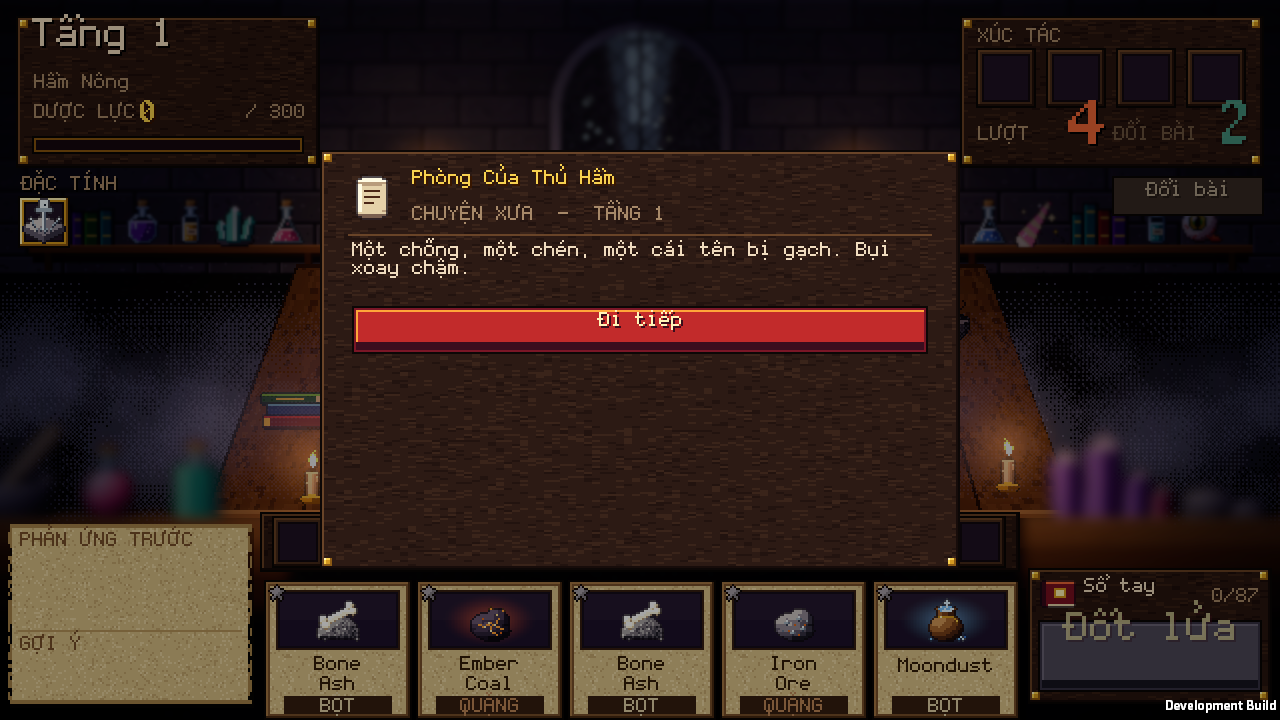 Tầng 1
Hầm Nông
DƯỢC LỰC 0 / 300
ĐẶC TÍNH
XÚC TÁC
LƯỢT 4 ĐỔI BÀI 2
Đổi bài
Phòng Của Thủ Hầm
CHUYỆN XƯA – TẦNG 1
Một chõng, một chén, một cái tên bị gạch. Bụi
xoay chậm.
Đi tiếp
PHẢN ỨNG TRƯỚC
GỢI Ý
Bone
Ash
BỘT
Ember
Coal
QUẶNG
Bone
Ash
BỘT
Iron
Ore
QUẶNG
Moondust
BỘT
Sổ tay 0/87
Đốt lửa
Development Build